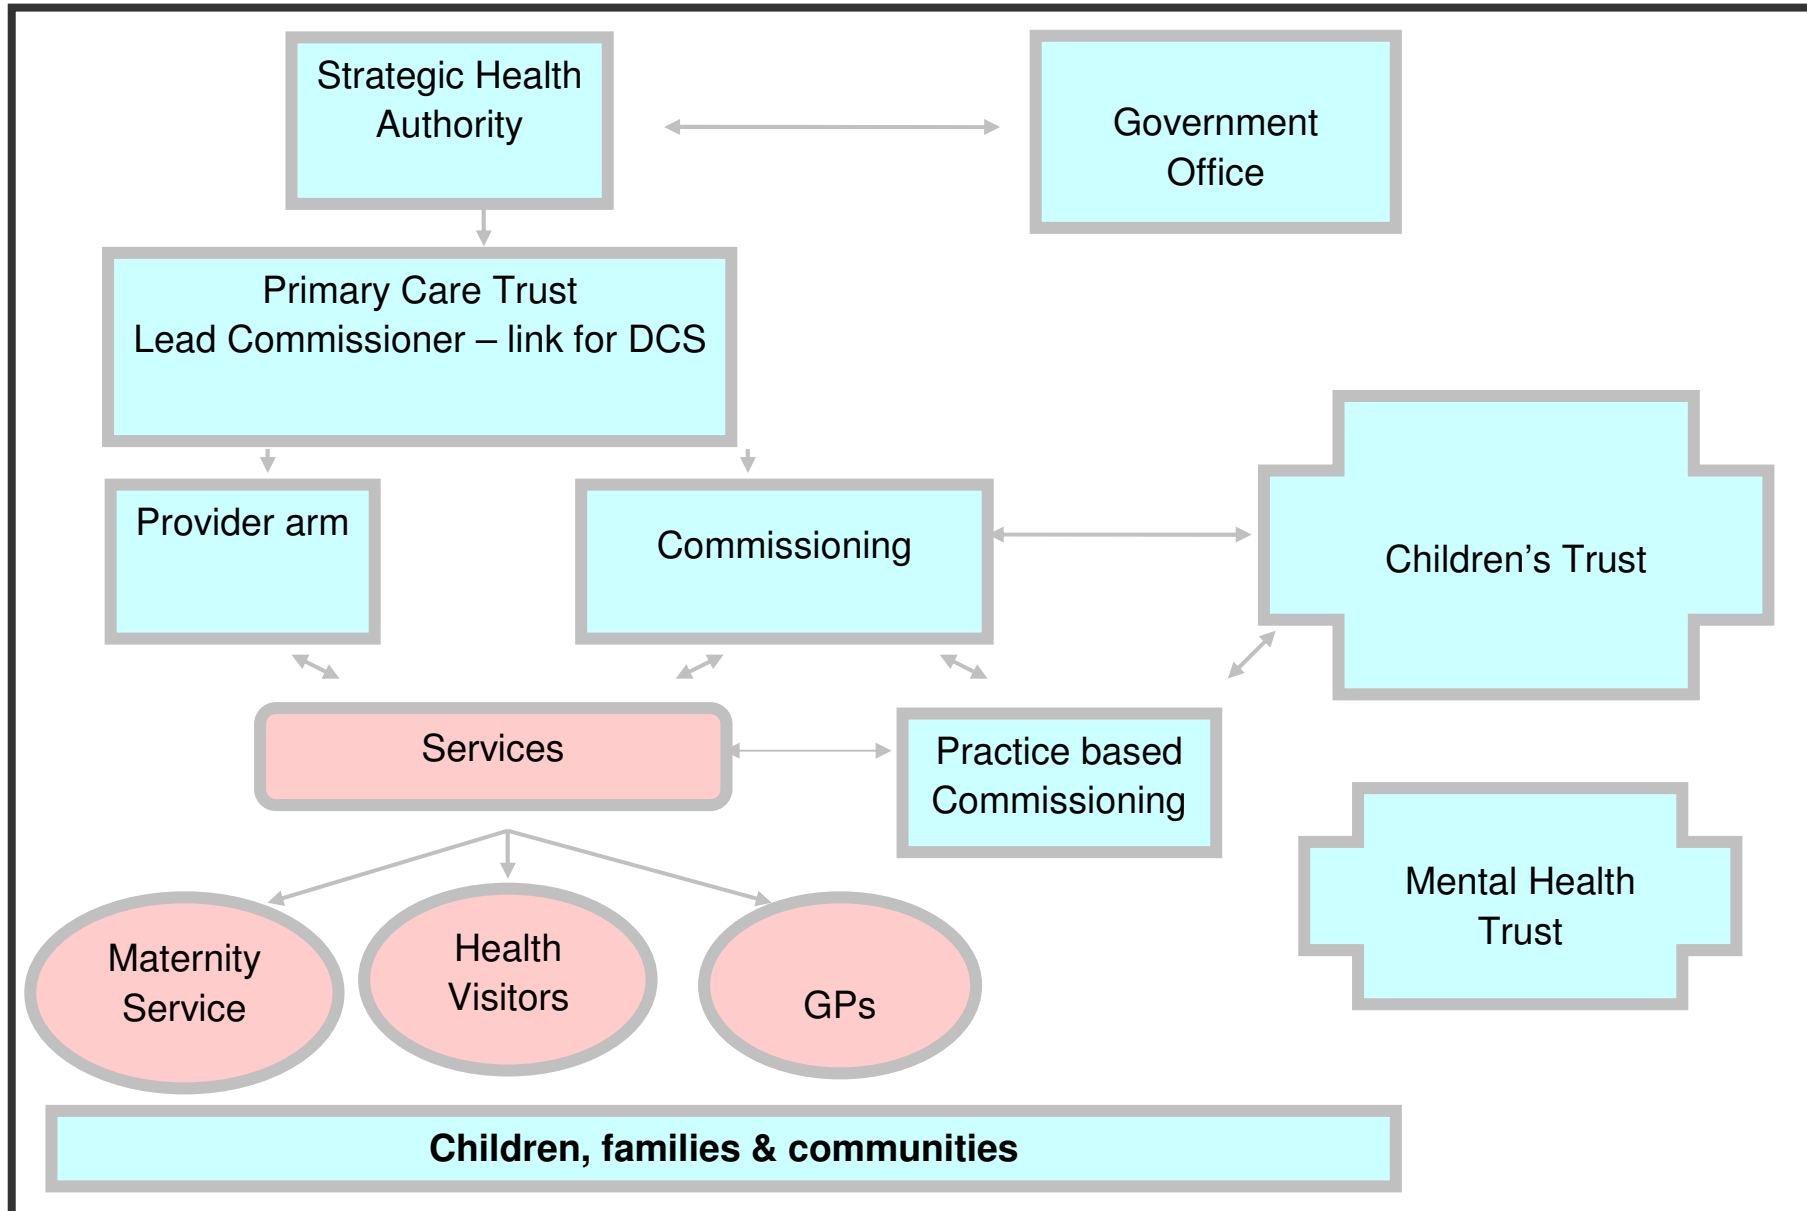 Strategic Health
Authority
Government
Office
Primary Care Trust
Lead Commissioner – link for DCS
Provider arm
Commissioning
Children’s Trust
Services
Practice based
Commissioning
Mental Health
Trust
Maternity
Service
Health
Visitors
GPs
Children, families & communities